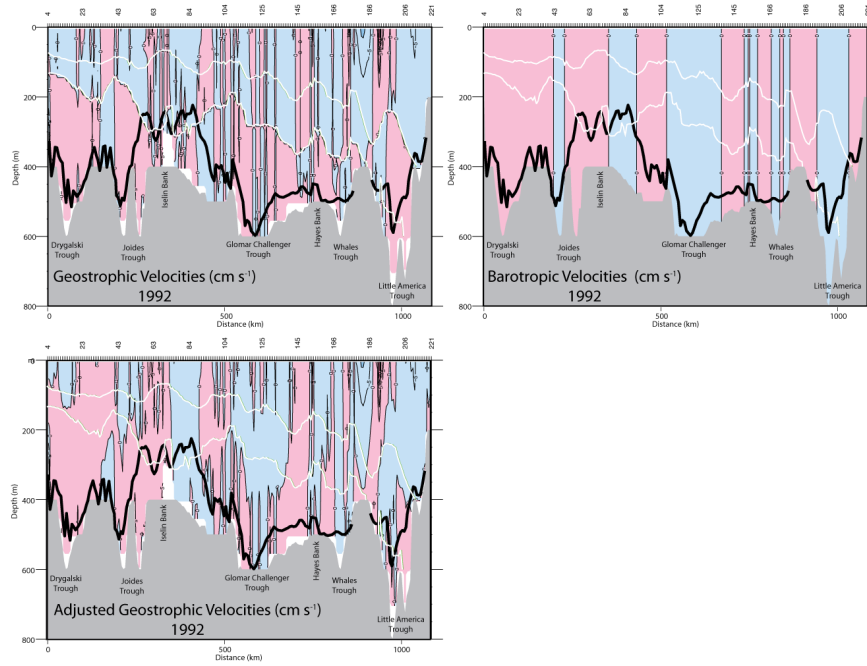 4 23 43 63 84 104 125 145 166 186 206 221
0
200
400
600
800
Depth (m)
Iselin Bank
Hayes Bank
Drygalski Trough
Joides Trough
Glomar Challenger Trough
Whales Trough
Little America Trough
Geostrophic Velocities (cm s⁻¹)
1992
0 500 1000
Distance (km)
4 23 43 63 84 104 125 145 166 186 206 221
0
200
400
600
800
Depth (m)
Iselin Bank
Hayes Bank
Drygalski Trough
Joides Trough
Glomar Challenger Trough
Whales Trough
Little America Trough
Barotropic Velocities (cm s⁻¹)
1992
0 500 1000
Distance (km)
4 23 43 63 84 104 125 145 166 186 206 221
200
400
600
800
Depth (m)
Iselin Bank
Hayes Bank
Drygalski Trough
Joides Trough
Glomar Challenger Trough
Whales Trough
Little America Trough
Adjusted Geostrophic Velocities (cm s⁻¹)
1992
0 500 1000
Distance (km)